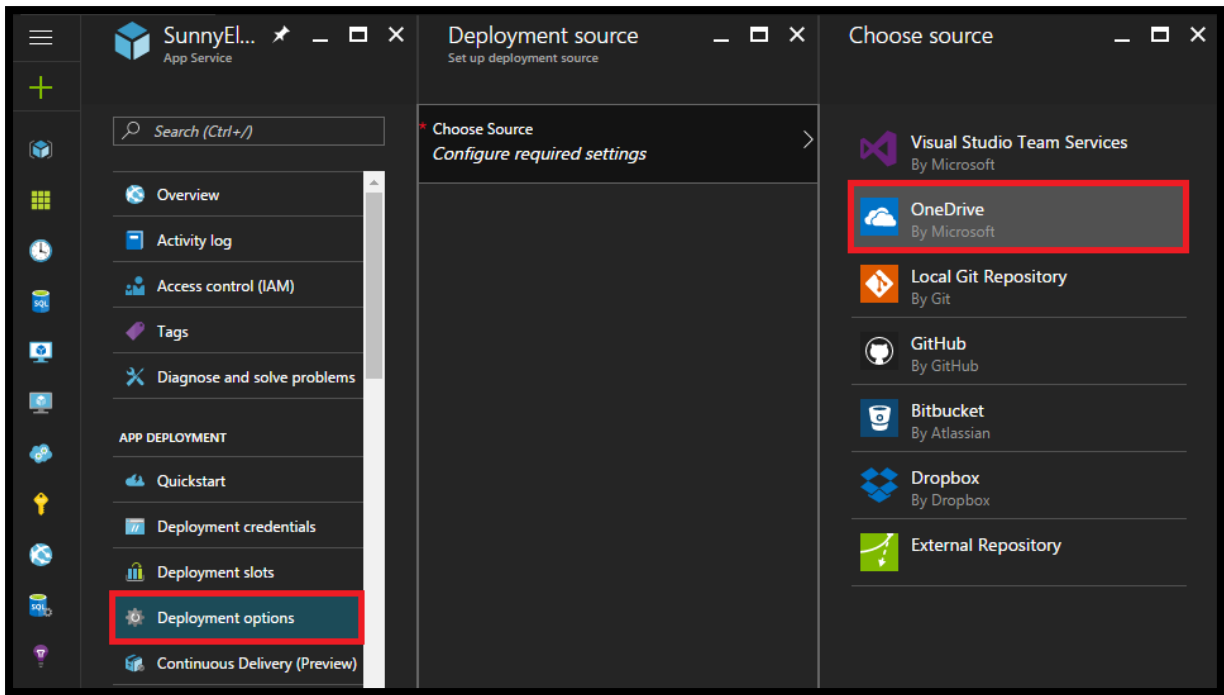 SunnyEl...
App Service
Search (Ctrl+/)
Overview
Activity log
Access control (IAM)
Tags
Diagnose and solve problems
APP DEPLOYMENT
Quickstart
Deployment credentials
Deployment slots
Deployment options
Continuous Delivery (Preview)
Deployment source
Set up deployment source
* Choose Source
Configure required settings
Choose source
Visual Studio Team Services
By Microsoft
OneDrive
By Microsoft
Local Git Repository
By Git
GitHub
By GitHub
Bitbucket
By Atlassian
Dropbox
By Dropbox
External Repository
SQL
SQL